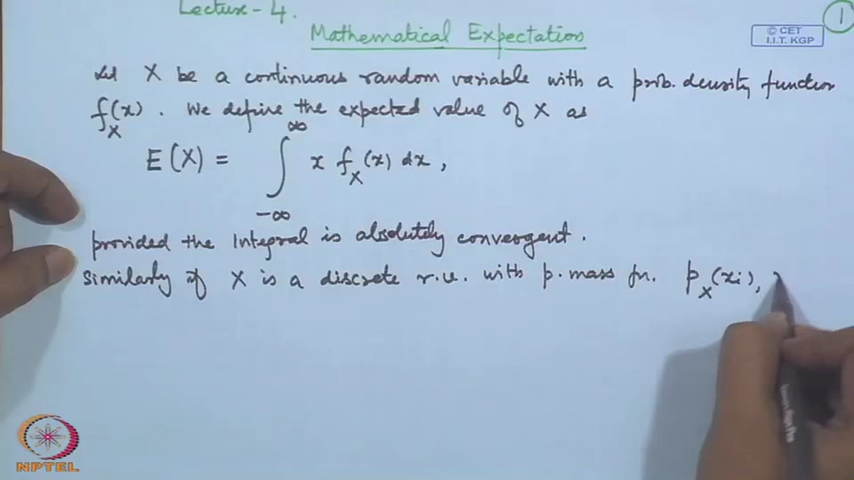 Lecture-4.
1
Mathematical Expectation
© CET
I.I.T. KGP
Let X be a continuous random variable with a prob. density function
f_X(x). We define the expected value of X as
E(X) = ∫_{-∞}^{∞} x f_X(x) dx,
provided the integral is absolutely convergent.
Similarly if X is a discrete r.v. with p. mass fn. p_X(xi),
NPTEL